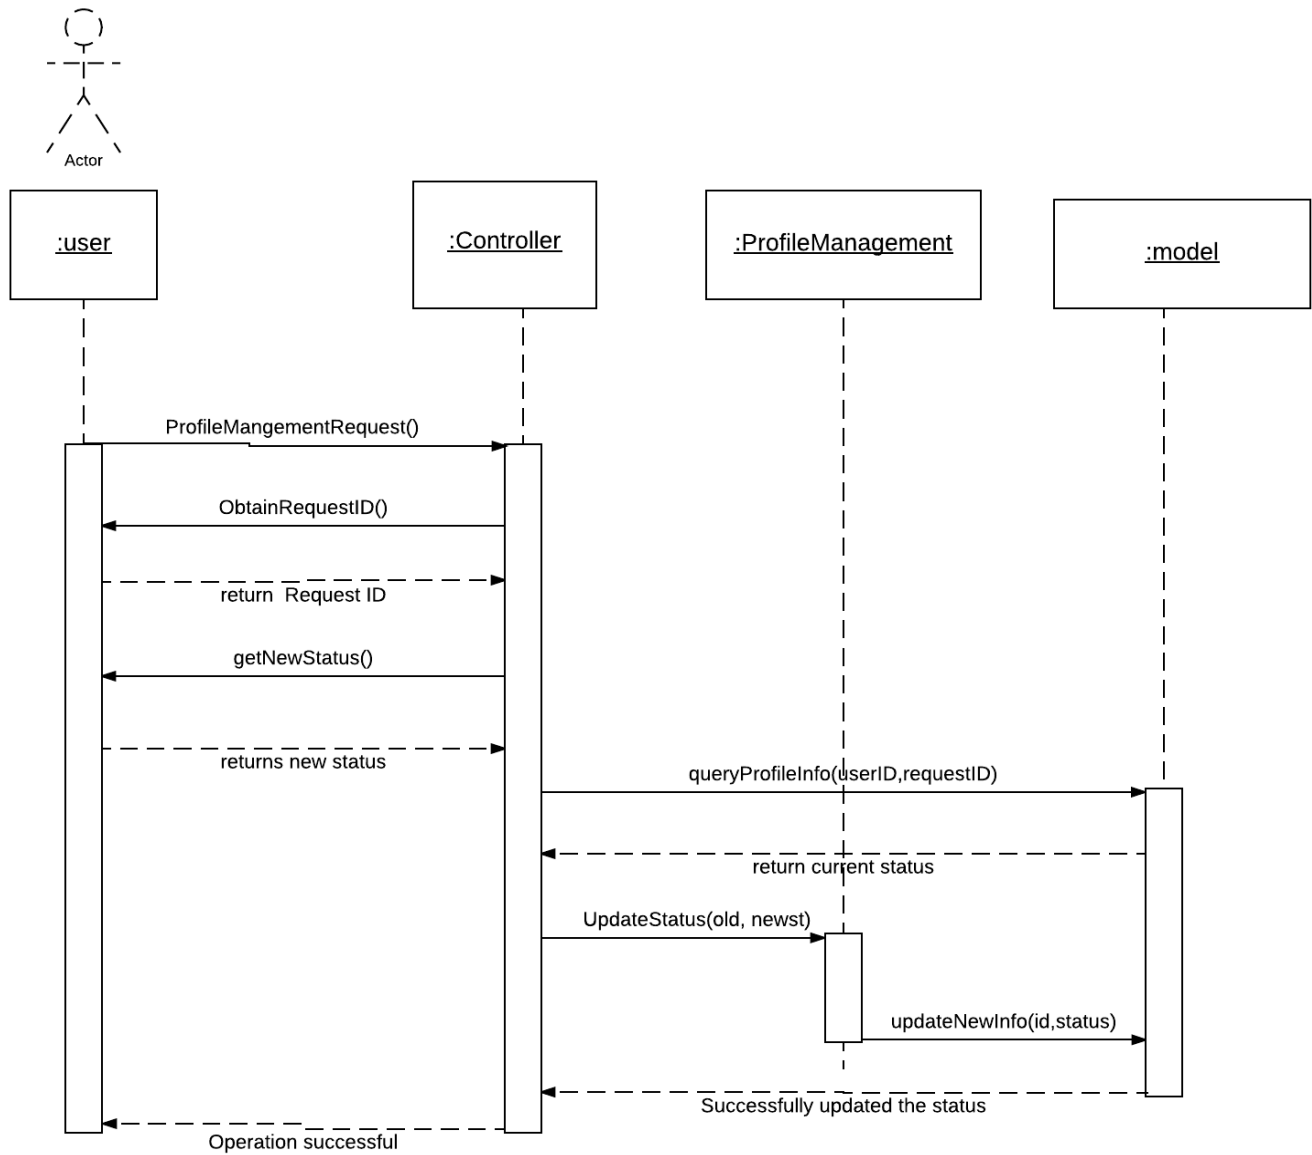 Actor
:user
:Controller
:ProfileManagement
:model
ProfileMangementRequest()
ObtainRequestID()
return  Request ID
getNewStatus()
returns new status
queryProfileInfo(userID,requestID)
return current status
UpdateStatus(old, newst)
updateNewInfo(id,status)
Successfully updated the status
Operation successful